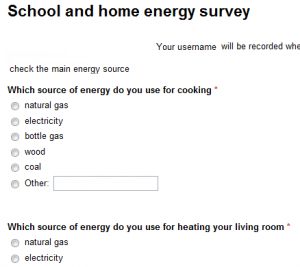 School and home energy survey
Your username will be recorded whe
check the main energy source
Which source of energy do you use for cooking *
natural gas
electricity
bottle gas
wood
coal
Other:
Which source of energy do you use for heating your living room *
natural gas
electricity